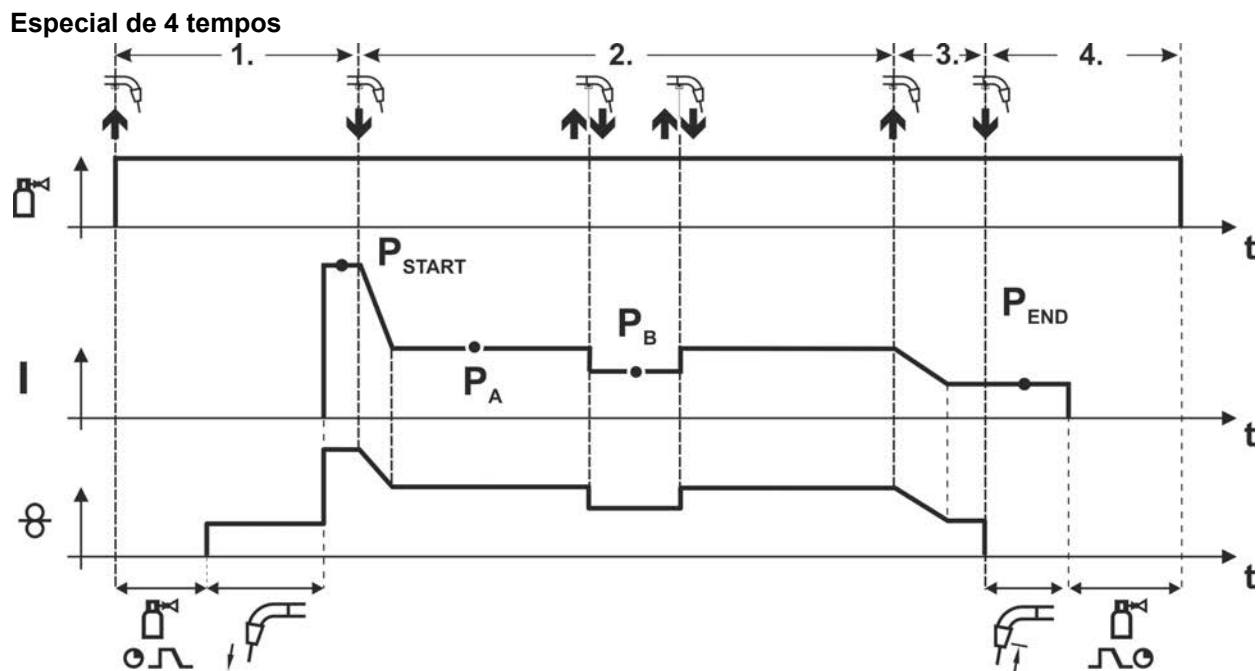 Especial de 4 tempos
1. 2. 3. 4.
t
P START
P END
P B
P A
I
t
t